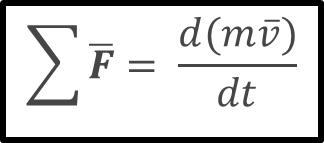 ∑ F̅ = d(mv̅) / dt